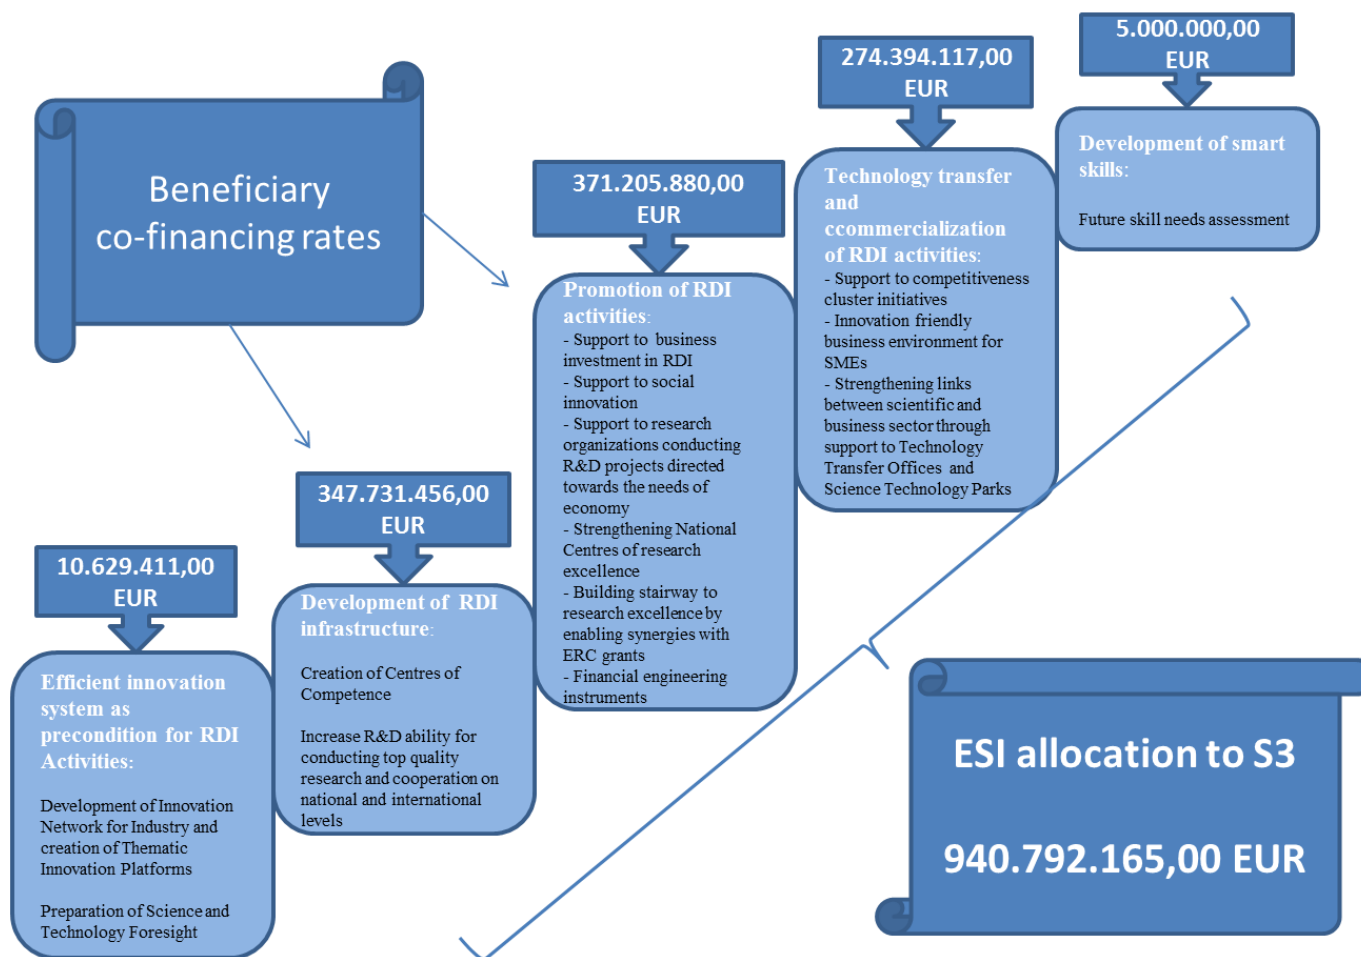 Beneficiary
co-financing rates
10.629.411,00
EUR
Efficient innovation
system as
precondition for RDI
Activities:
Development of Innovation
Network for Industry and
creation of Thematic
Innovation Platforms
Preparation of Science and
Technology Foresight
347.731.456,00
EUR
Development of RDI
infrastructure:
Creation of Centres of
Competence
Increase R&D ability for
conducting top quality
research and cooperation on
national and international
levels
371.205.880,00
EUR
Promotion of RDI
activities:
- Support to business
investment in RDI
- Support to social
innovation
- Support to research
organizations conducting
R&D projects directed
towards the needs of
economy
- Strengthening National
Centres of research
excellence
- Building stairway to
research excellence by
enabling synergies with
ERC grants
- Financial engineering
instruments
274.394.117,00
EUR
Technology transfer
and
ccommercialization
of RDI activities:
- Support to competitiveness
cluster initiatives
- Innovation friendly
business environment for
SMEs
- Strengthening links
between scientific and
business sector through
support to Technology
Transfer Offices and
Science Technology Parks
5.000.000,00
EUR
Development of smart
skills:
Future skill needs assessment
ESI allocation to S3
940.792.165,00 EUR